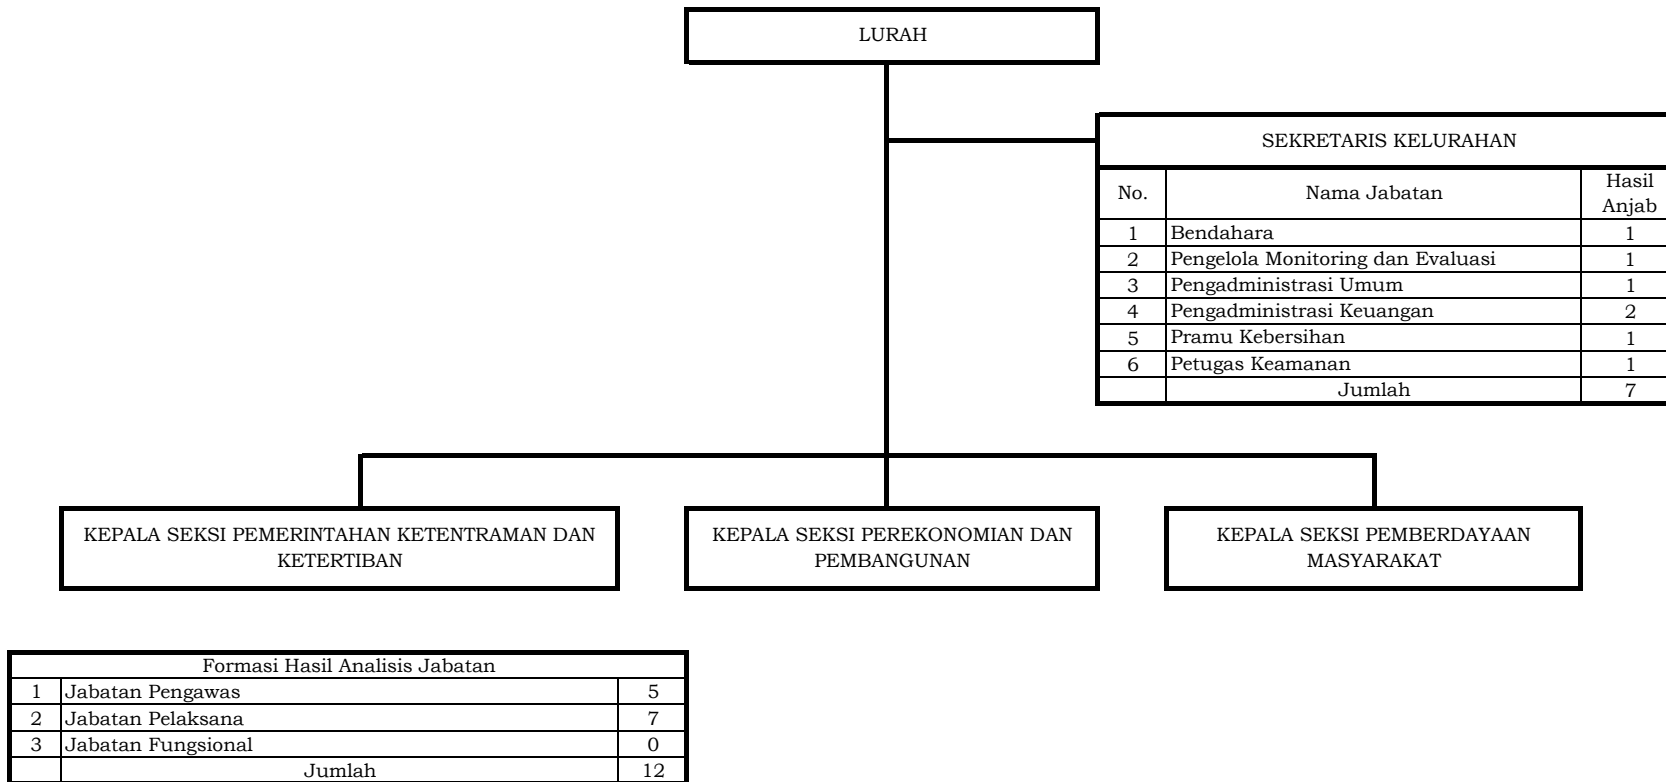 LURAH
SEKRETARIS KELURAHAN
No. Nama Jabatan Hasil Anjab
1 Bendahara 1
2 Pengelola Monitoring dan Evaluasi 1
3 Pengadministrasi Umum 1
4 Pengadministrasi Keuangan 2
5 Pramu Kebersihan 1
6 Petugas Keamanan 1
Jumlah 7
KEPALA SEKSI PEMERINTAHAN KETENTRAMAN DAN
KETERTIBAN
KEPALA SEKSI PEREKONOMIAN DAN
PEMBANGUNAN
KEPALA SEKSI PEMBERDAYAAN
MASYARAKAT
Formasi Hasil Analisis Jabatan
1 Jabatan Pengawas 5
2 Jabatan Pelaksana 7
3 Jabatan Fungsional 0
Jumlah 12